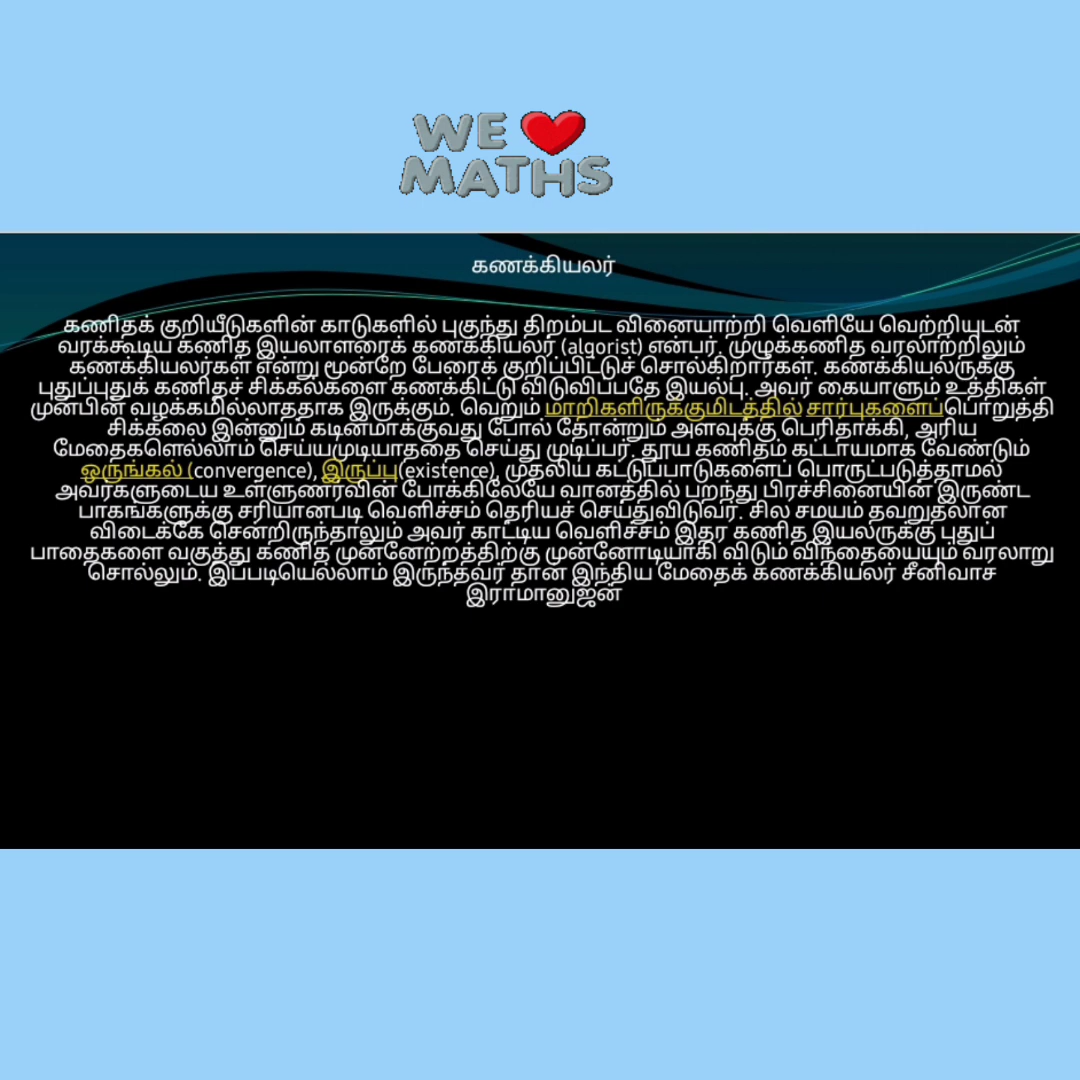 WE
MATHS
கணக்கியலர்
கணிதக் குறியீடுகளின் காடுகளில் புகுந்து திறம்பட வினையாற்றி வெளியே வெற்றியுடன்
வரக்கூடிய கணித இயலாளரைக் கணக்கியலர் (algorist) என்பர். முழுக்கணித வரலாற்றிலும்
கணக்கியலர்கள் என்று மூன்றே பேரைக் குறிப்பிட்டுச் சொல்கிறார்கள். கணக்கியலருக்கு
புதுப்புதுக் கணிதச் சிக்கல்களை கணக்கிட்டு விடுவிப்பதே இயல்பு. அவர் கையாளும் உத்திகள்
முன்பின் வழக்கமில்லாததாக இருக்கும். வெறும் மாறிகளிருக்குமிடத்தில் சார்புகளைப்பொறுத்தி
சிக்கலை இன்னும் கடினமாக்குவது போல் தோன்றும் அளவுக்கு பெரிதாக்கி, அரிய
மேதைகளெல்லாம் செய்யமுடியாததை செய்து முடிப்பர். தூய கணிதம் கட்டாயமாக வேண்டும்
ஒருங்கல் (convergence), இருப்பு(existence), முதலிய கட்டுப்பாடுகளைப் பொருட்படுத்தாமல்
அவர்களுடைய உள்ளுணர்வின் போக்கிலேயே வானத்தில் பறந்து பிரச்சினையின் இருண்ட
பாகங்களுக்கு சரியானபடி வெளிச்சம் தெரியச் செய்துவிடுவர். சில சமயம் தவறுதலான
விடைக்கே சென்றிருந்தாலும் அவர் காட்டிய வெளிச்சம் இதர கணித இயலருக்கு புதுப்
பாதைகளை வகுத்து கணித முன்னேற்றத்திற்கு முன்னோடியாகி விடும் விந்தையையும் வரலாறு
சொல்லும். இப்படியெல்லாம் இருந்தவர் தான் இந்திய மேதைக் கணக்கியலர் சீனிவாச
இராமானுஜன்